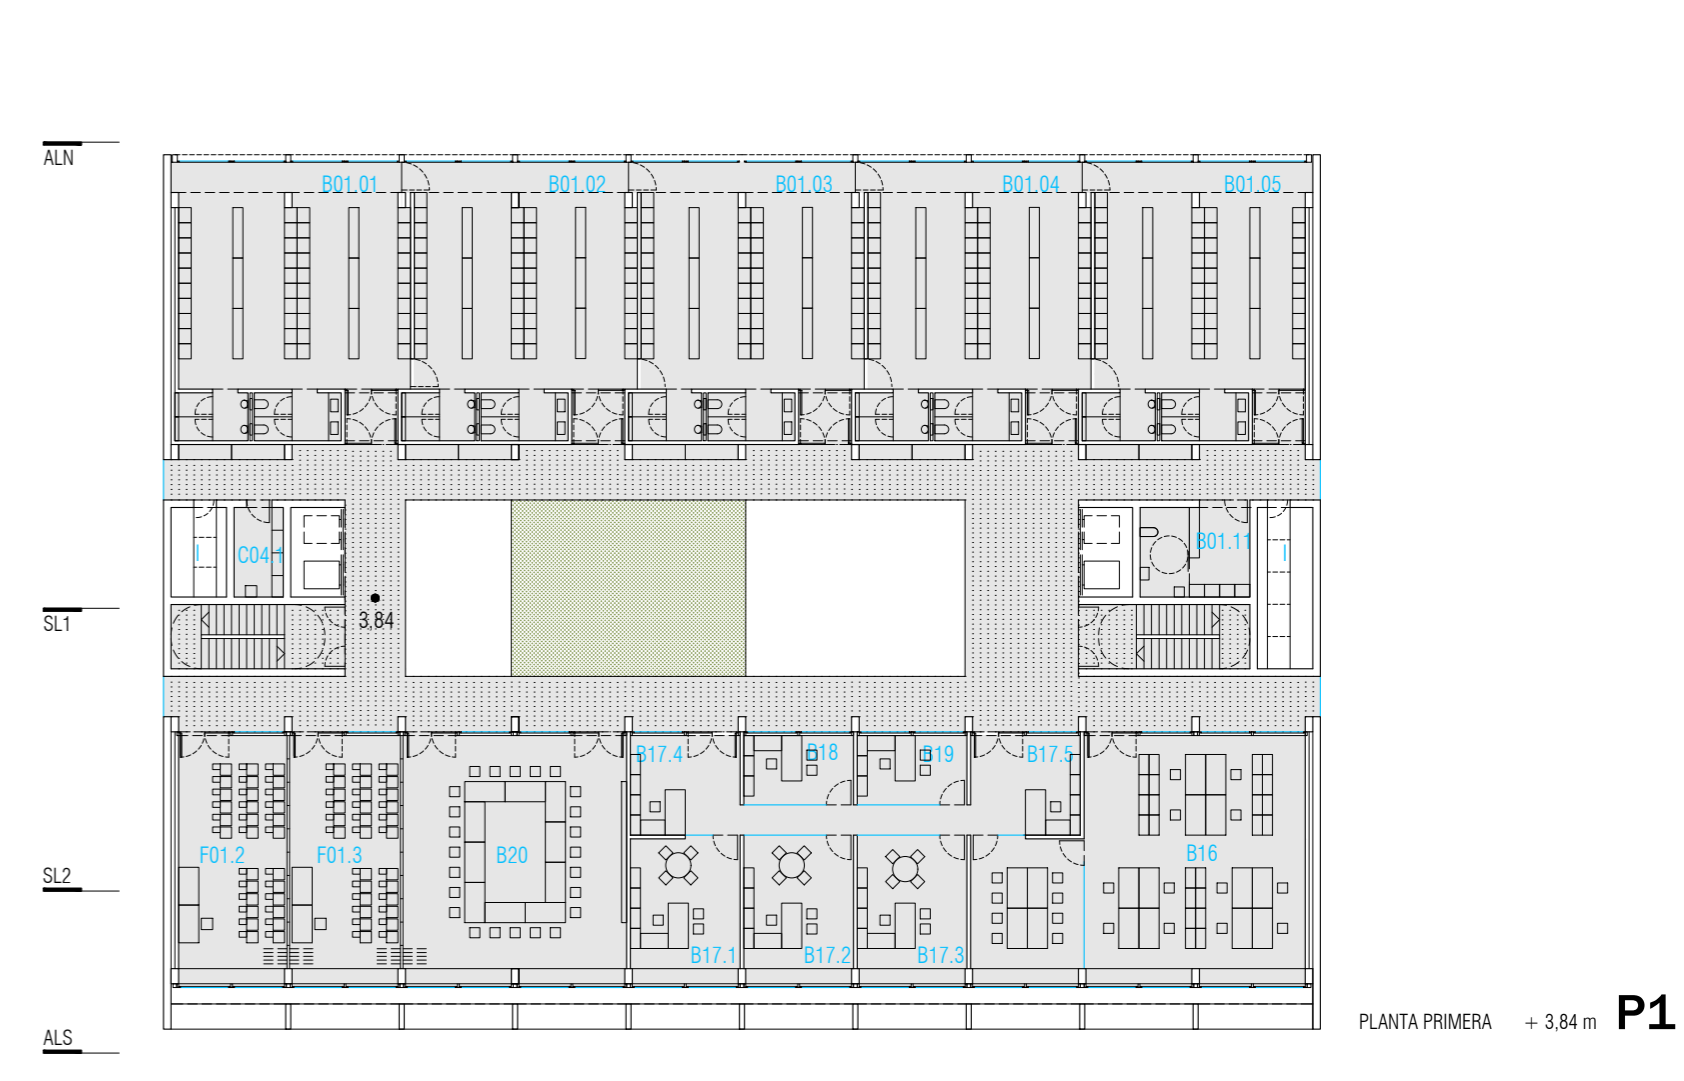 ALN
B01.01
B01.02
B01.03
B01.04
B01.05
I
C04.1
B01.11
I
3,84
SL1
B17.4
B18
B19
B17.5
F01.2
F01.3
B20
B16
SL2
B17.1
B17.2
B17.3
ALS
PLANTA PRIMERA + 3,84 m P1